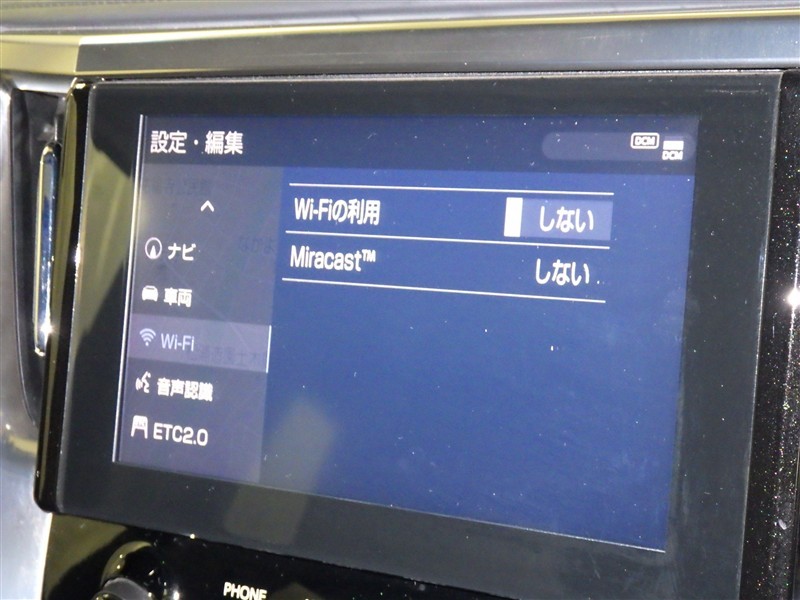 設定・編集
DCM
DCM
Wi-Fiの利用 しない
Miracast™ しない
ナビ
車両
Wi-Fi
音声認識
ETC2.0
PHONE